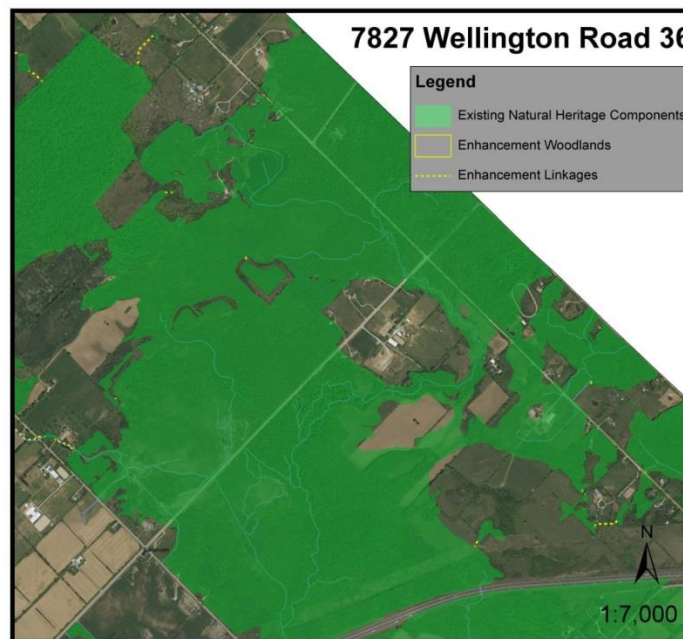 7827 Wellington Road 36
Legend
Existing Natural Heritage Components
Enhancement Woodlands
Enhancement Linkages
N
1:7,000